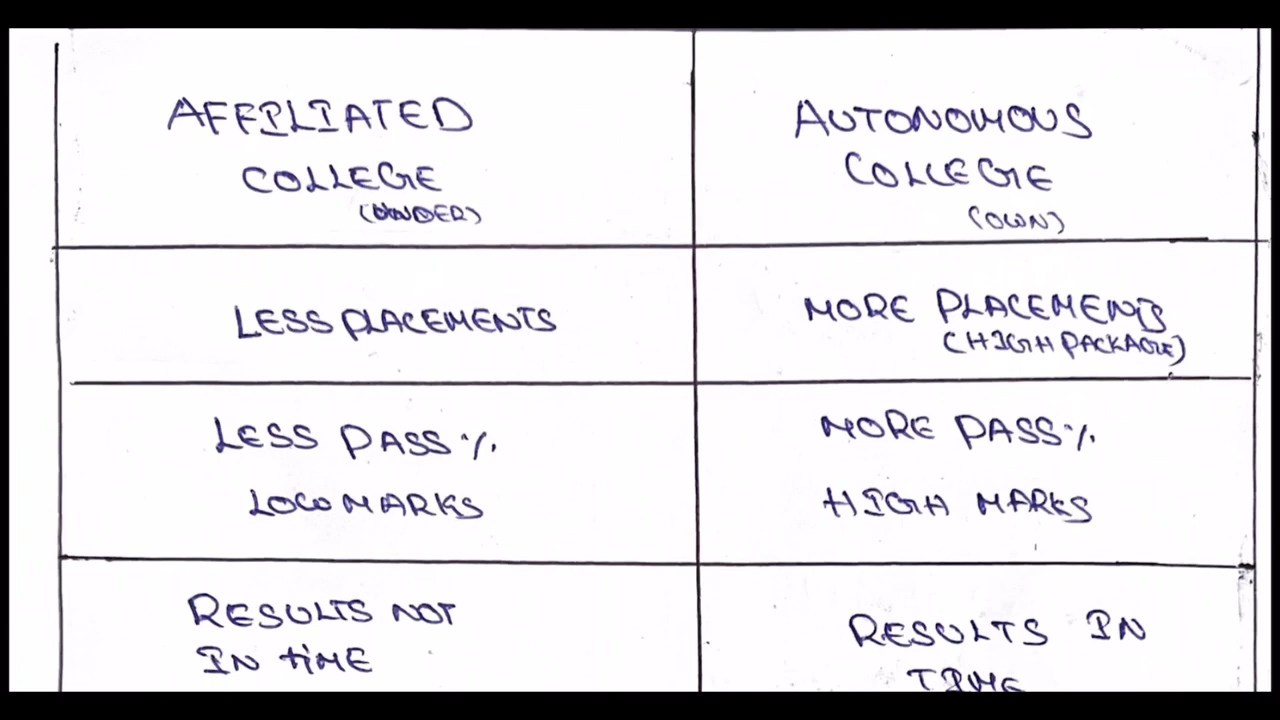 AFFILIATED
COLLEGE
(UNDER)
AUTONOMOUS
COLLEGE
(OWN)
LESS PLACEMENTS
MORE PLACEMENTS
(HIGH PACKAGE)
LESS PASS %
LOW MARKS
MORE PASS %
HIGH MARKS
RESULTS NOT
IN TIME
RESULTS IN
TIME